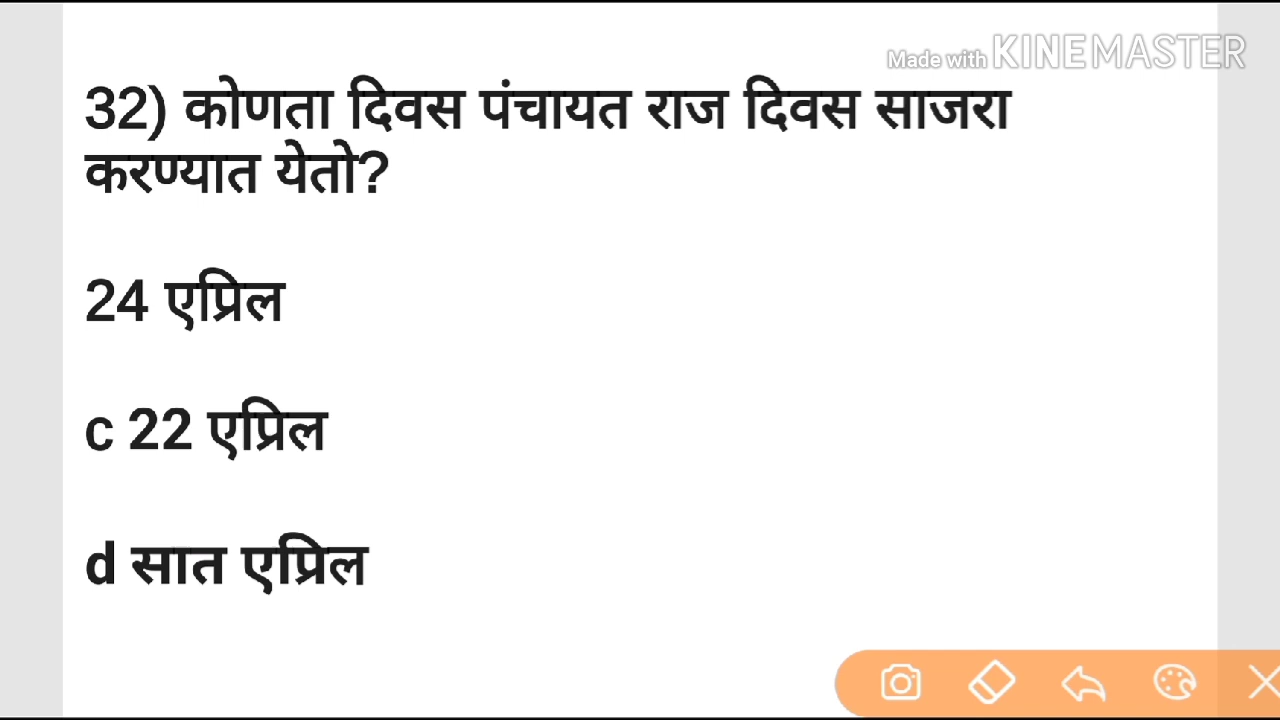 Made with KINEMASTER
32) कोणता दिवस पंचायत राज दिवस साजरा
करण्यात येतो?
24 एप्रिल
c 22 एप्रिल
d सात एप्रिल